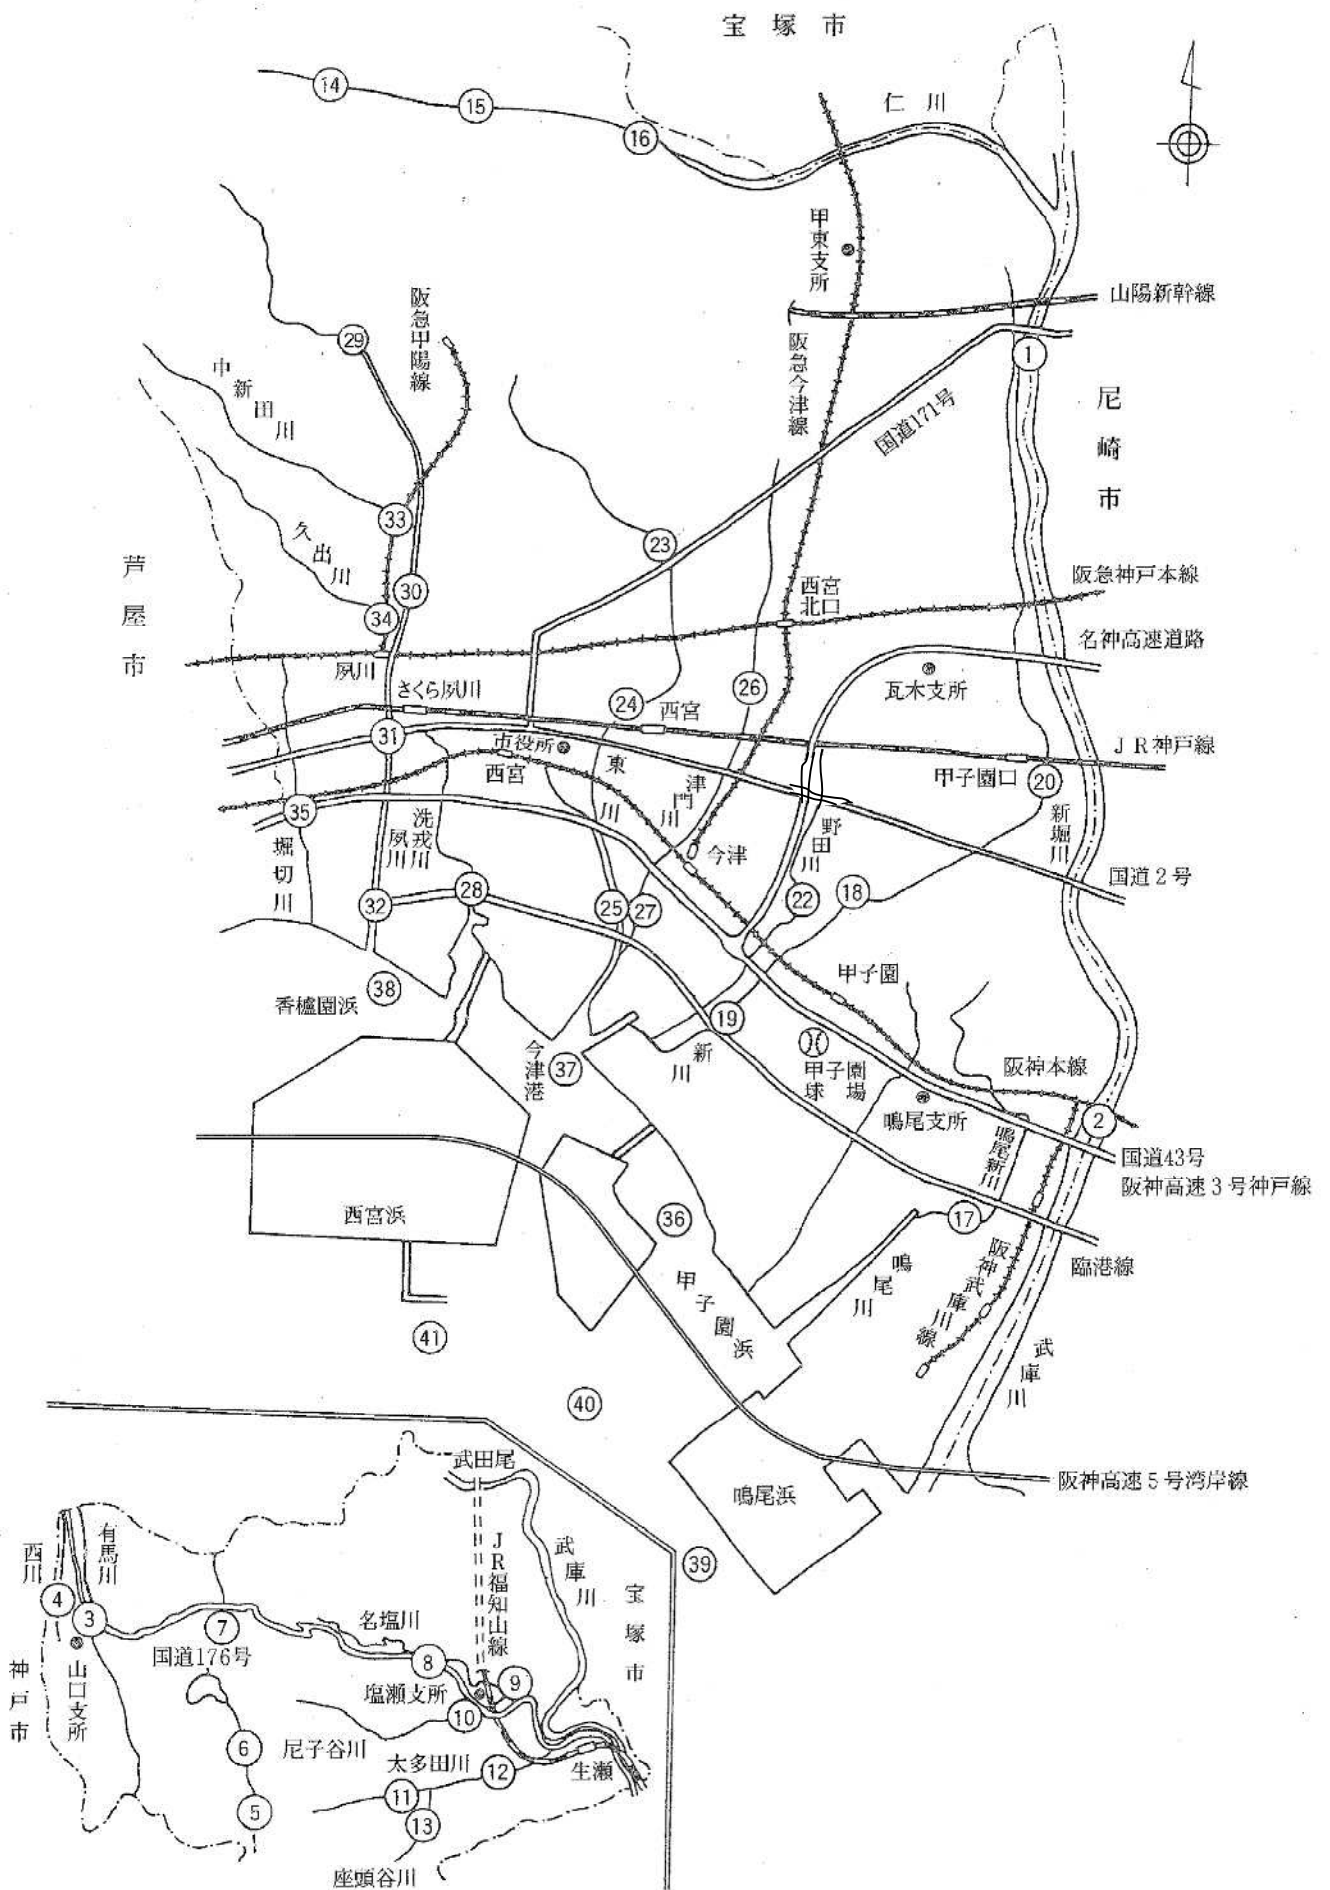 宝塚市
14
15
16
仁川
甲東支所
山陽新幹線
阪急甲陽線
29
中新田川
阪急今津線
1
国道171号
尼崎市
33
久出川
23
芦屋市
30
34
西宮北口
阪急神戸本線
名神高速道路
夙川
さくら夙川
24
西宮
26
瓦木支所
31
市役所
西宮
東川
津門川
JR神戸線
甲子園口
20
35
洗戎川
夙川
堀切川
今津
野田川
新堀川
国道2号
32
28
25
27
22
18
38
香櫨園浜
甲子園
19
今津港
37
新川
甲子園球場
阪神本線
鳴尾支所
2
鳴尾新川
国道43号
阪神高速3号神戸線
西宮浜
36
17
臨港線
甲子園浜
鳴尾川
阪神武庫川線
武庫川
41
40
鳴尾浜
阪神高速5号湾岸線
39
武田尾
西川
有馬川
JR福知山線
武庫川
宝塚市
4
3
7
名塩川
国道176号
8
9
塩瀬支所
10
神戸市
山口支所
6
尼子谷川
太多田川
12
生瀬
5
11
13
座頭谷川